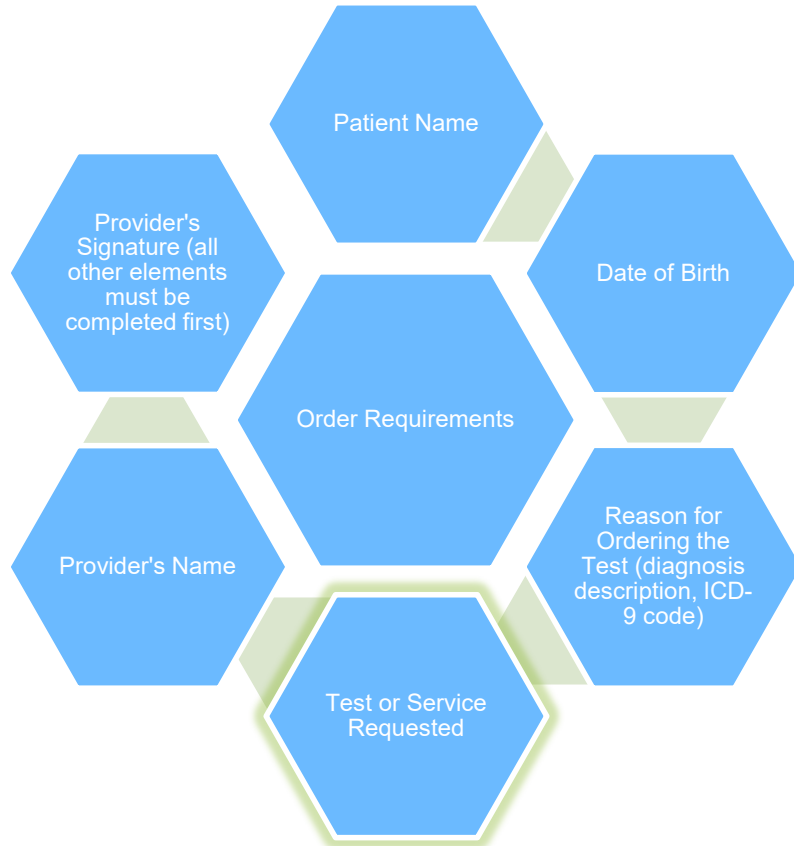 Patient Name
Provider's
Signature (all
other elements
must be
completed first)
Date of Birth
Order Requirements
Provider's Name
Reason for
Ordering the
Test (diagnosis
description, ICD-
9 code)
Test or Service
Requested